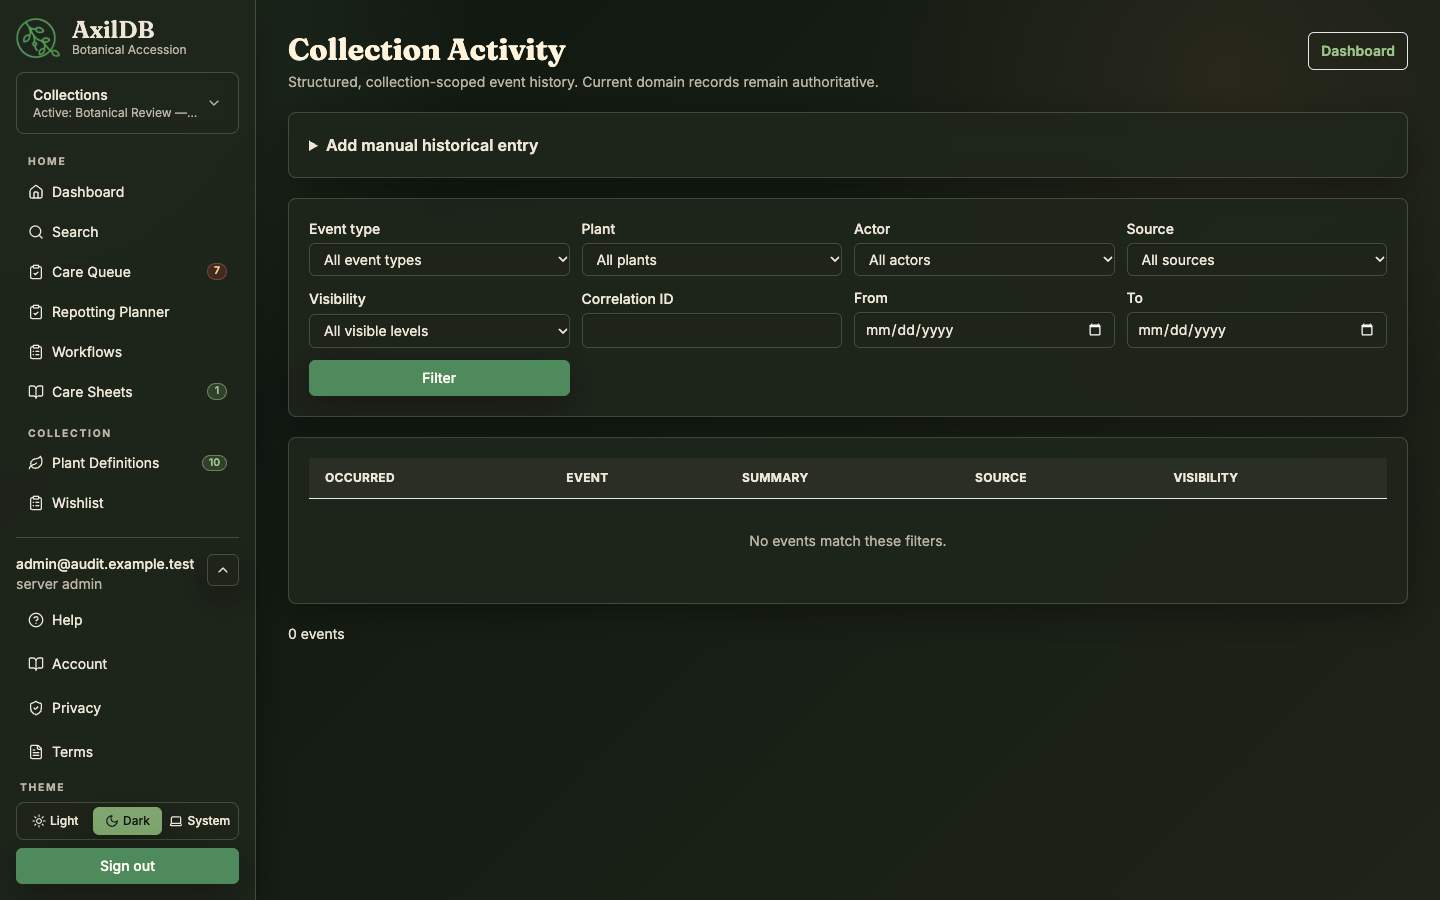 AxilDB
Botanical Accession
Collections
Active: Botanical Review —...
HOME
Dashboard
Search
Care Queue 7
Repotting Planner
Workflows
Care Sheets 1
COLLECTION
Plant Definitions 10
Wishlist
admin@audit.example.test
server admin
Help
Account
Privacy
Terms
THEME
Light Dark System
Sign out
Collection Activity
Dashboard
Structured, collection-scoped event history. Current domain records remain authoritative.
Add manual historical entry
Event type Plant Actor Source
All event types All plants All actors All sources
Visibility Correlation ID From To
All visible levels mm/dd/yyyy mm/dd/yyyy
Filter
OCCURRED EVENT SUMMARY SOURCE VISIBILITY
No events match these filters.
0 events